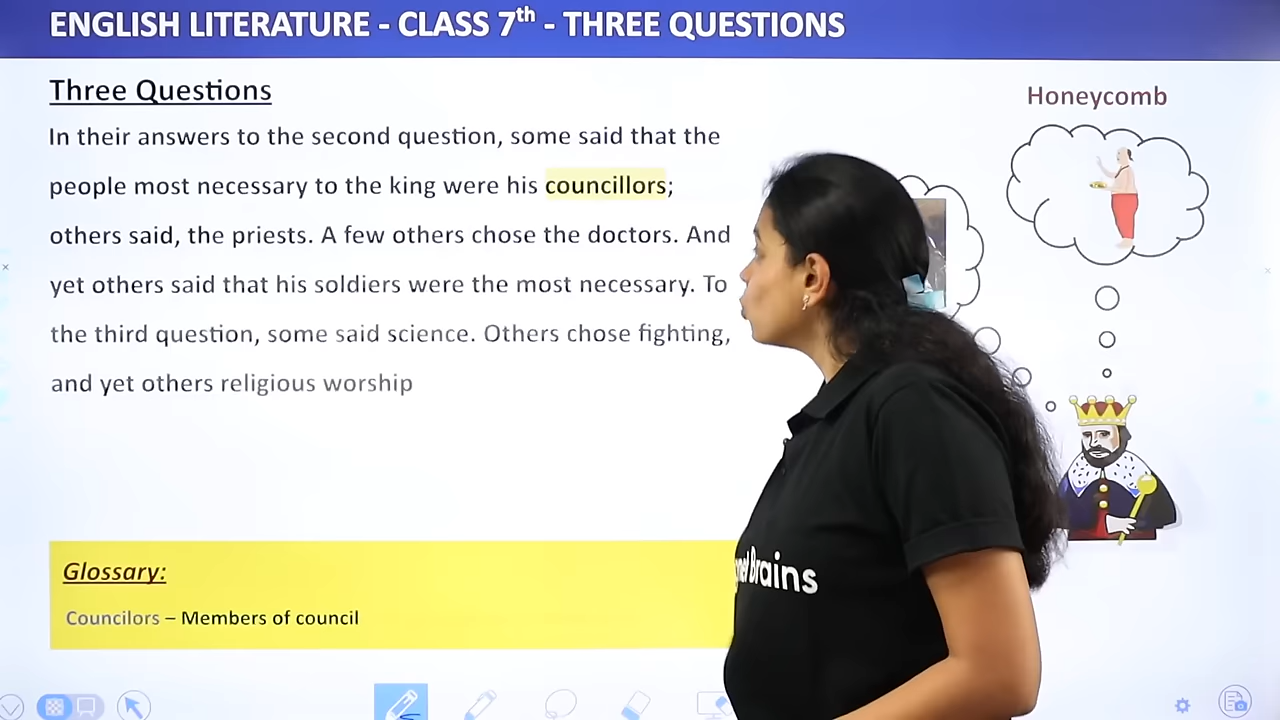 ENGLISH LITERATURE - CLASS 7th - THREE QUESTIONS
Three Questions
Honeycomb
In their answers to the second question, some said that the
people most necessary to the king were his councillors;
others said, the priests. A few others chose the doctors. And
yet others said that his soldiers were the most necessary. To
the third question, some said science. Others chose fighting,
and yet others religious worship
Glossary:
Councilors – Members of council
Brains